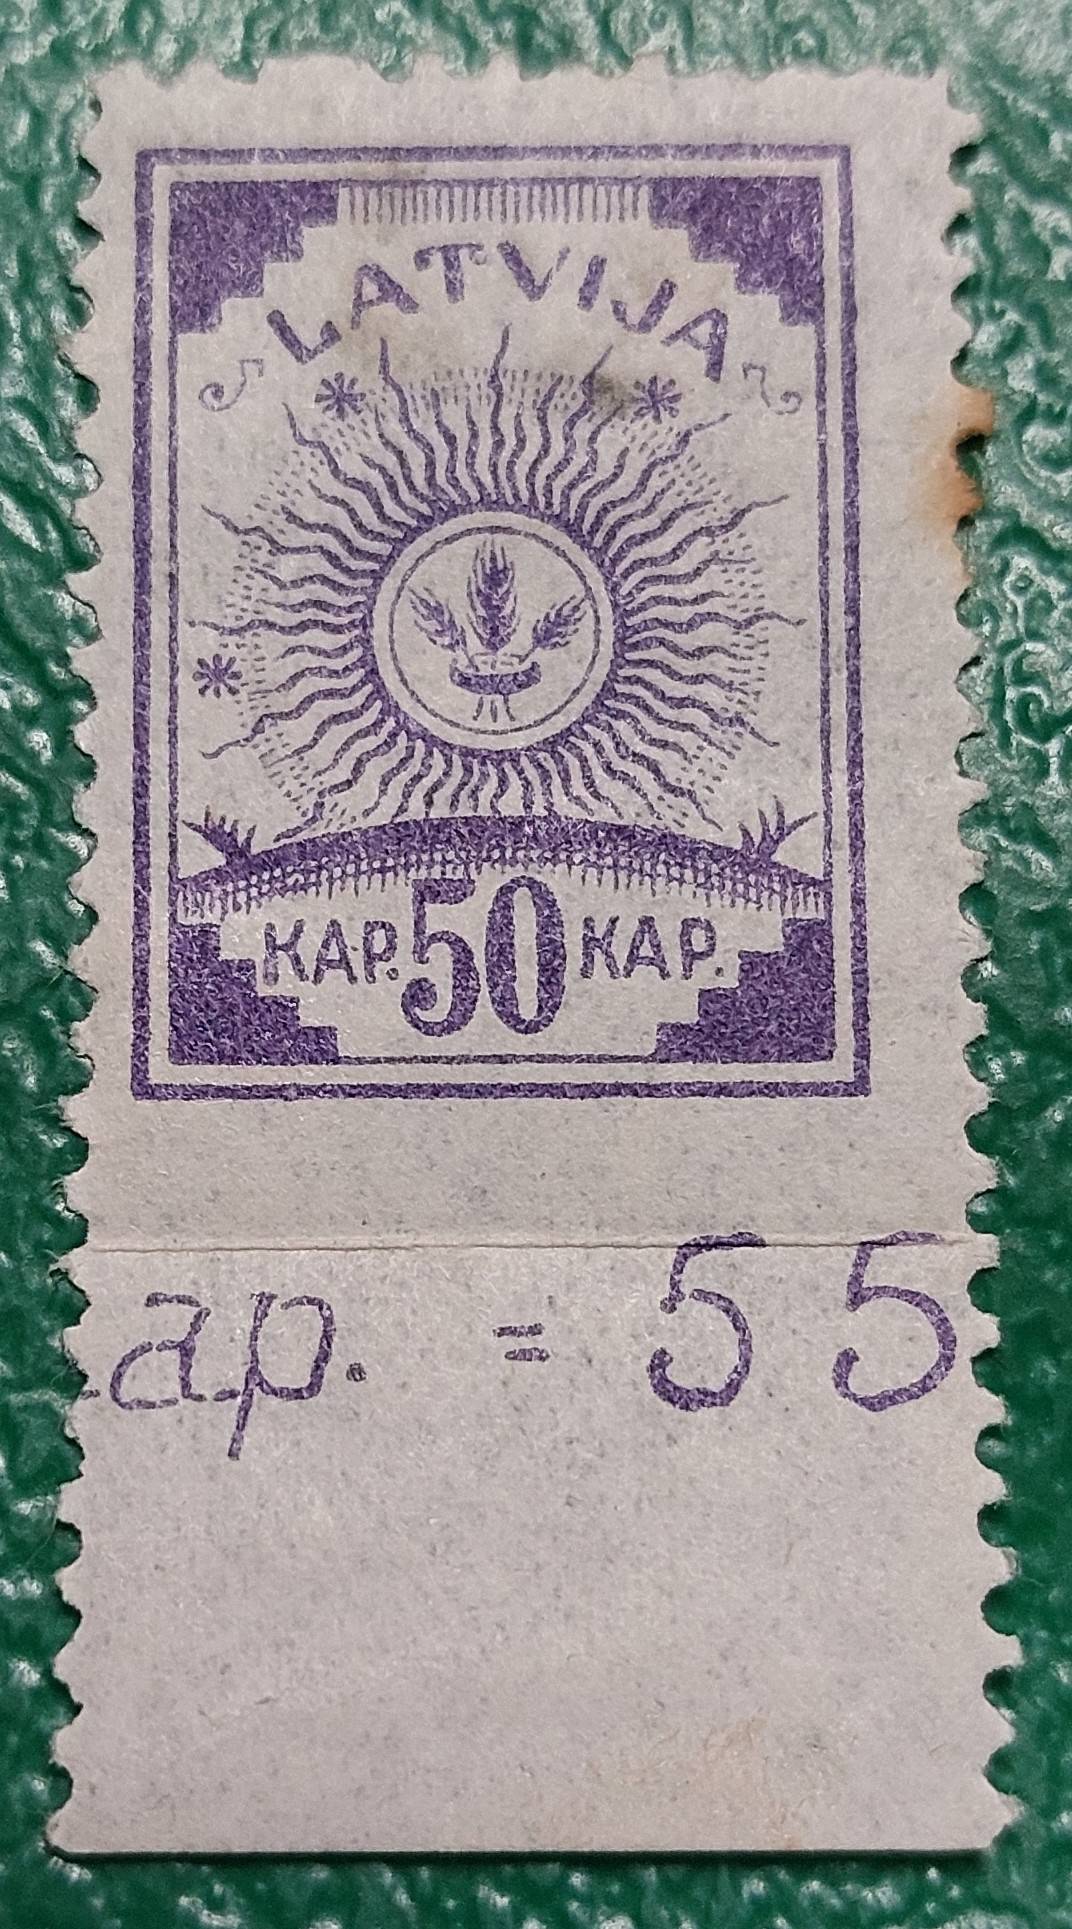 LATVIJA
KAP. 50 KAP.
ap. = 55